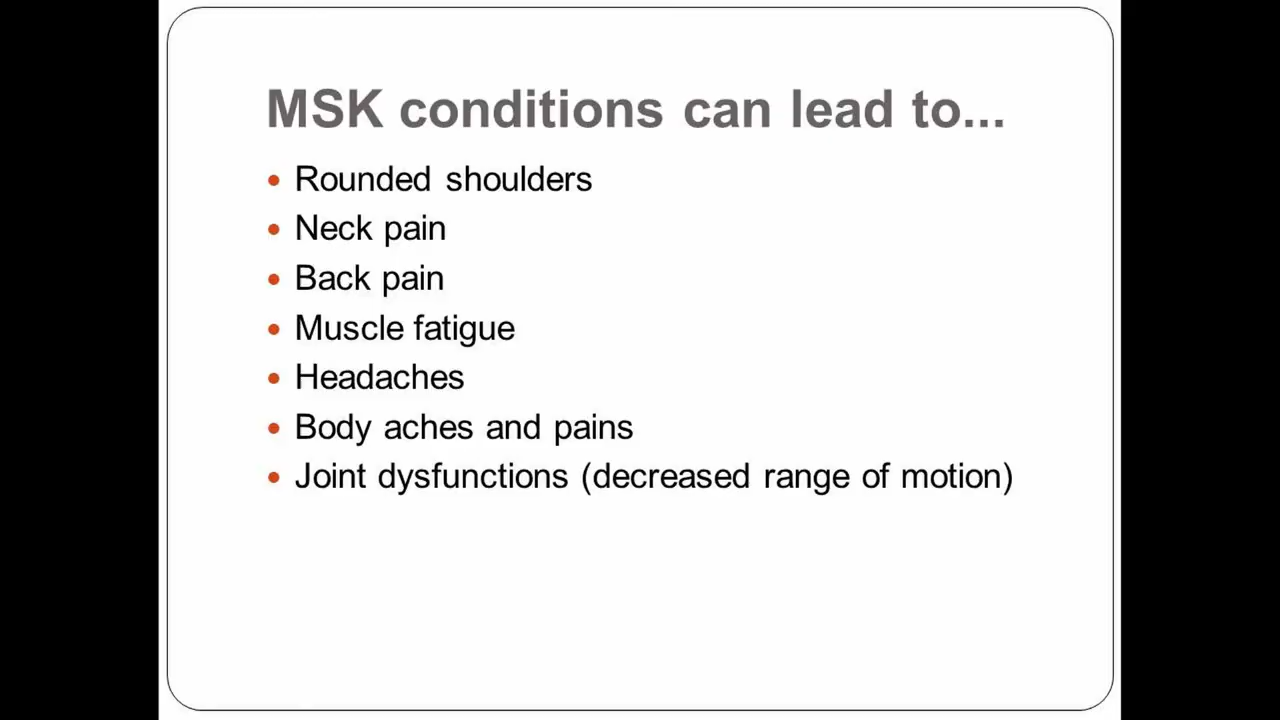 MSK conditions can lead to...
• Rounded shoulders
• Neck pain
• Back pain
• Muscle fatigue
• Headaches
• Body aches and pains
• Joint dysfunctions (decreased range of motion)